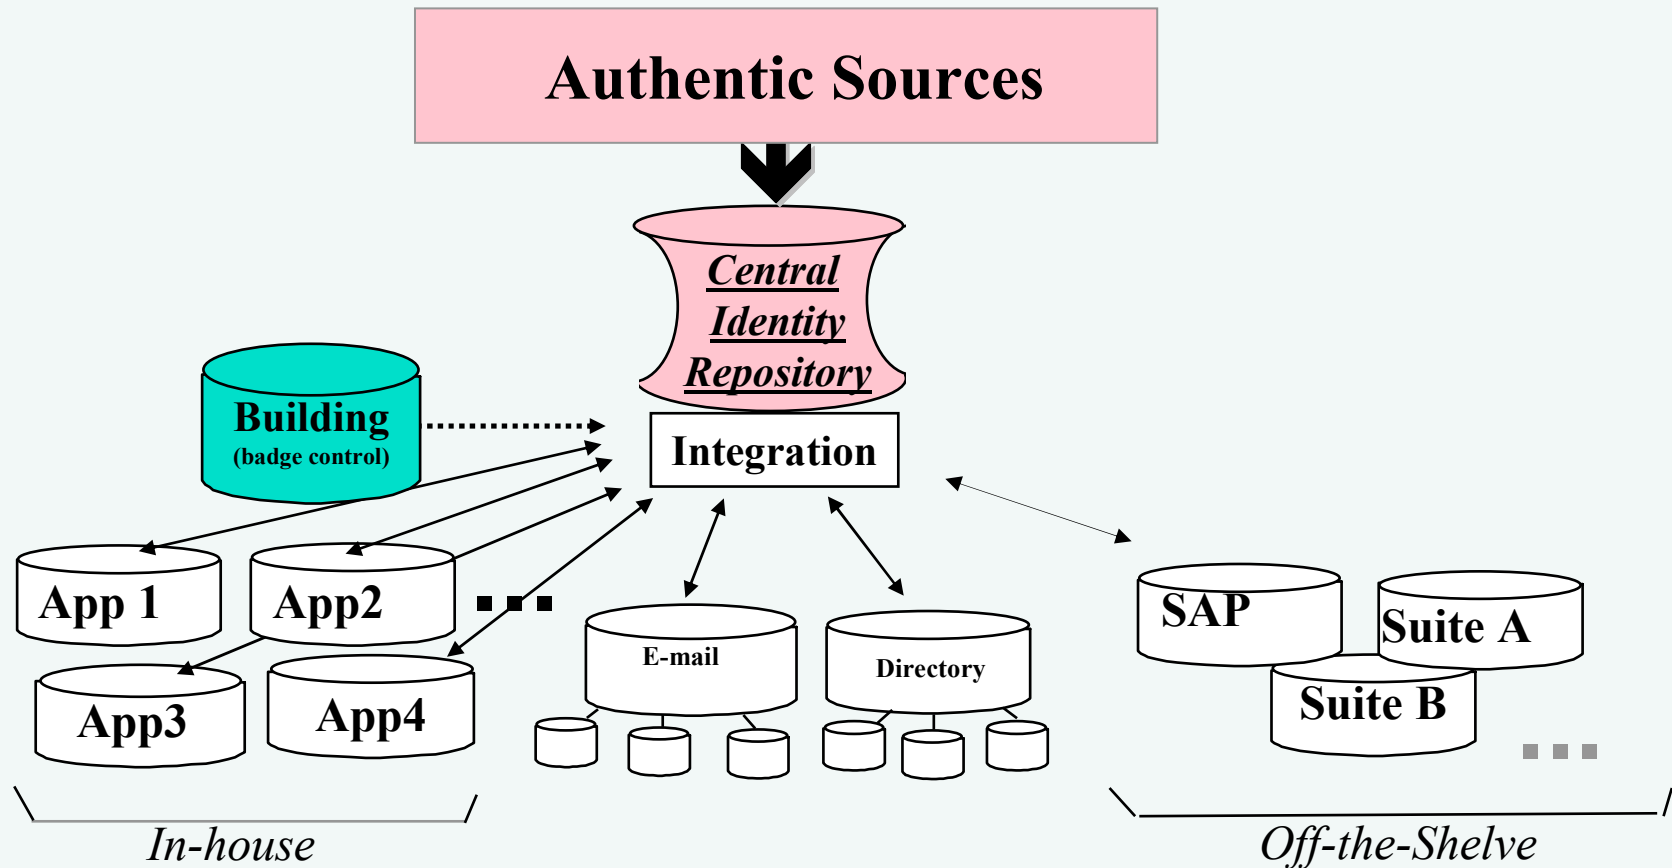 Authentic Sources
Central
Identity
Repository
Building
(badge control)
Integration
App 1
App2
SAP
Suite A
E-mail
Directory
App3
App4
Suite B
In-house
Off-the-Shelve